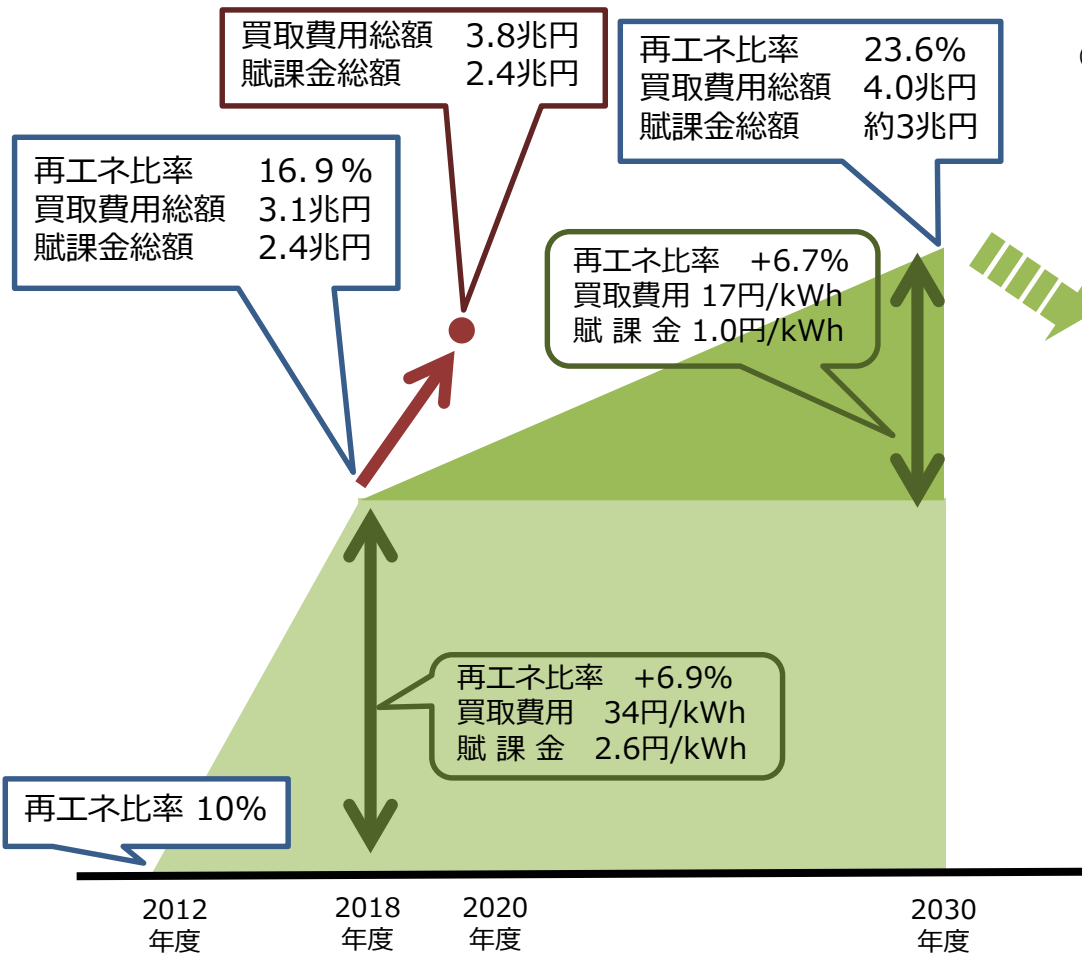 買取費用総額 3.8兆円
賦課金総額 2.4兆円
再エネ比率 23.6%
買取費用総額 4.0兆円
賦課金総額 約3兆円
再エネ比率 16.9%
買取費用総額 3.1兆円
賦課金総額 2.4兆円
再エネ比率 +6.7%
買取費用 17円/kWh
賦課金 1.0円/kWh
再エネ比率 +6.9%
買取費用 34円/kWh
賦課金 2.6円/kWh
再エネ比率 10%
2012
年度
2018
年度
2020
年度
2030
年度